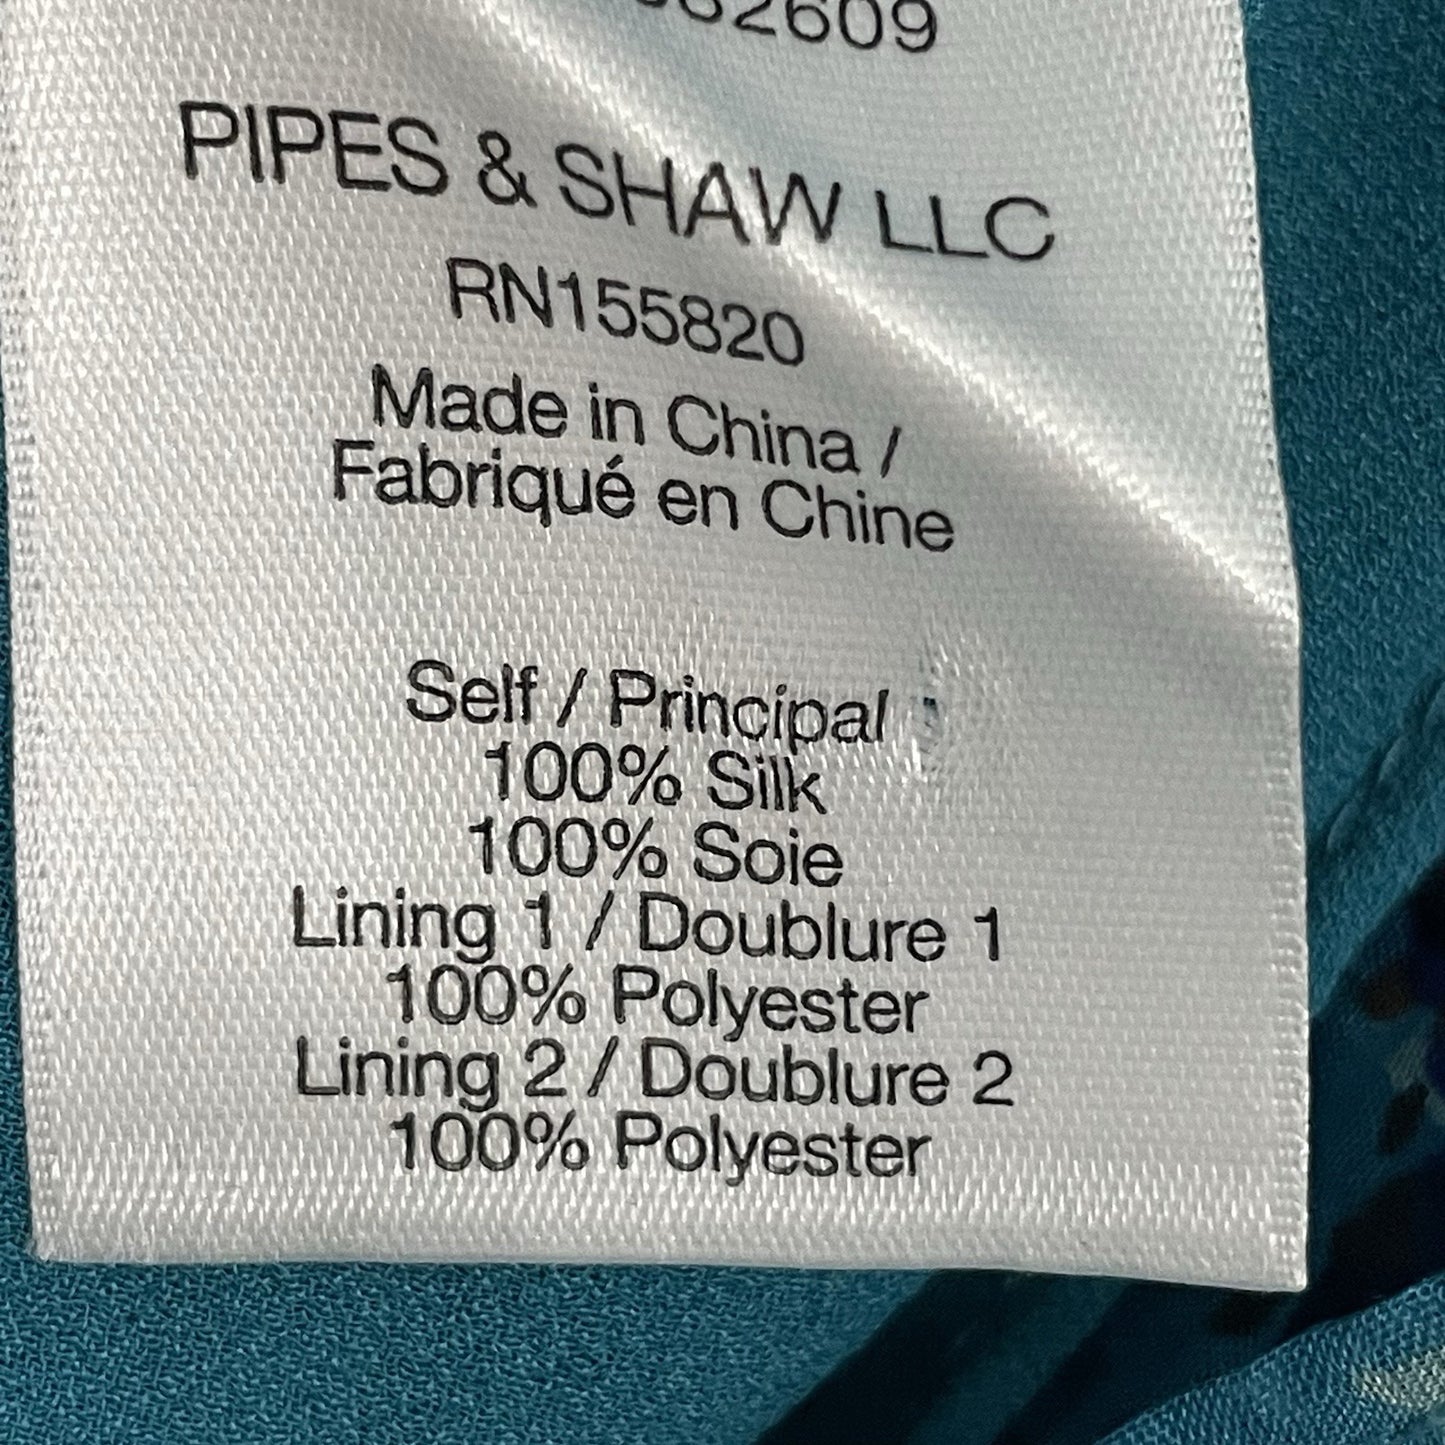 PIPES & SHAW LLC
RN155820
Made in China /
Fabriqué en Chine
Self / Principal
100% Silk
100% Soie
Lining 1 / Doublure 1
100% Polyester
Lining 2 / Doublure 2
100% Polyester